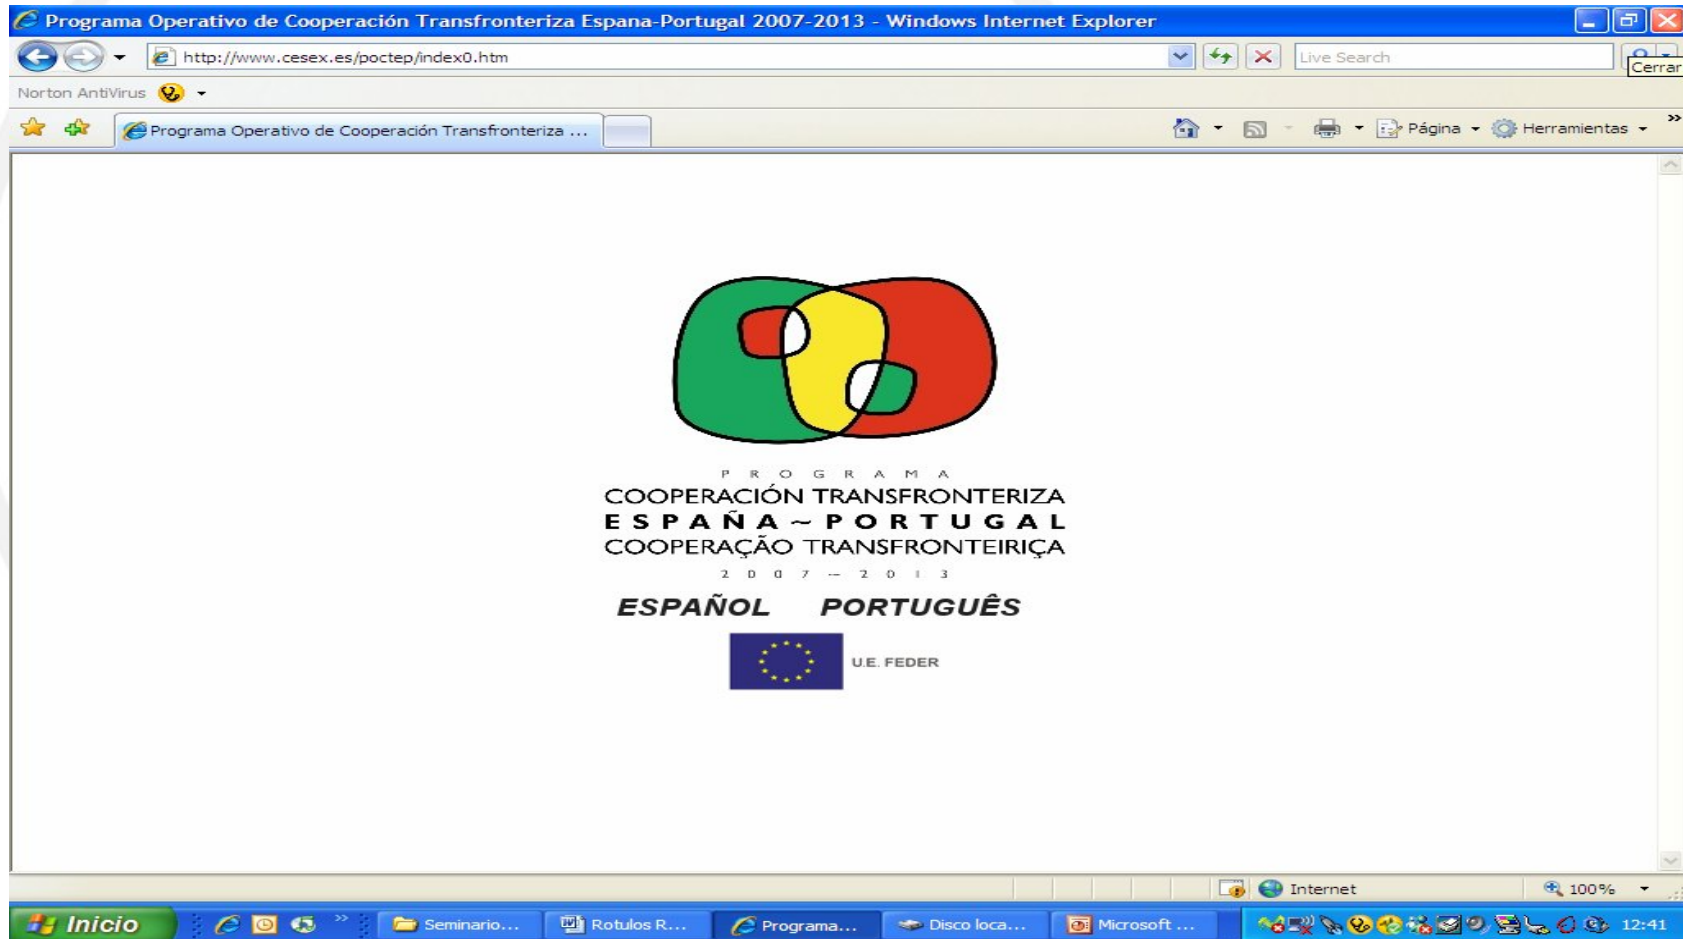 Programa Operativo de Cooperación Transfronteriza Espana-Portugal 2007-2013 - Windows Internet Explorer
http://www.cesex.es/poctep/index0.htm
Live Search
Cerrar
Norton AntiVirus
Programa Operativo de Cooperación Transfronteriza ...
Página
Herramientas
PROGRAMA
COOPERACIÓN TRANSFRONTERIZA
ESPAÑA~PORTUGAL
COOPERAÇÃO TRANSFRONTEIRIÇA
2007-2013
ESPAÑOL PORTUGUÊS
U.E. FEDER
Internet
100%
Inicio
Seminario...
Rotulos R...
Programa...
Disco loca...
Microsoft ...
12:41